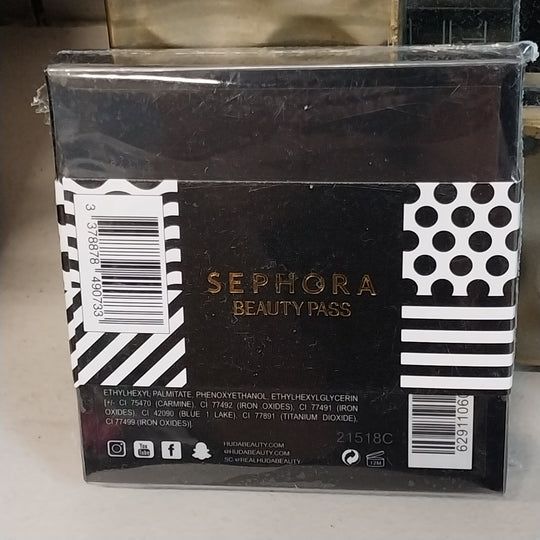 3 378878 490733
SEPHORA
BEAUTY PASS
ETHYLHEXYL PALMITATE, PHENOXYETHANOL, ETHYLHEXYLGLYCERIN
[+/- CI 75470 (CARMINE), CI 77492 (IRON OXIDES), CI 77491 (IRON
OXIDES), CI 42090 (BLUE 1 LAKE), CI 77891 (TITANIUM DIOXIDE),
CI 77499 (IRON OXIDES)]
21518C
6291106
You
Tube
HUDABEAUTY.COM
@HUDABEAUTY
SC @REALHUDABEAUTY
12M